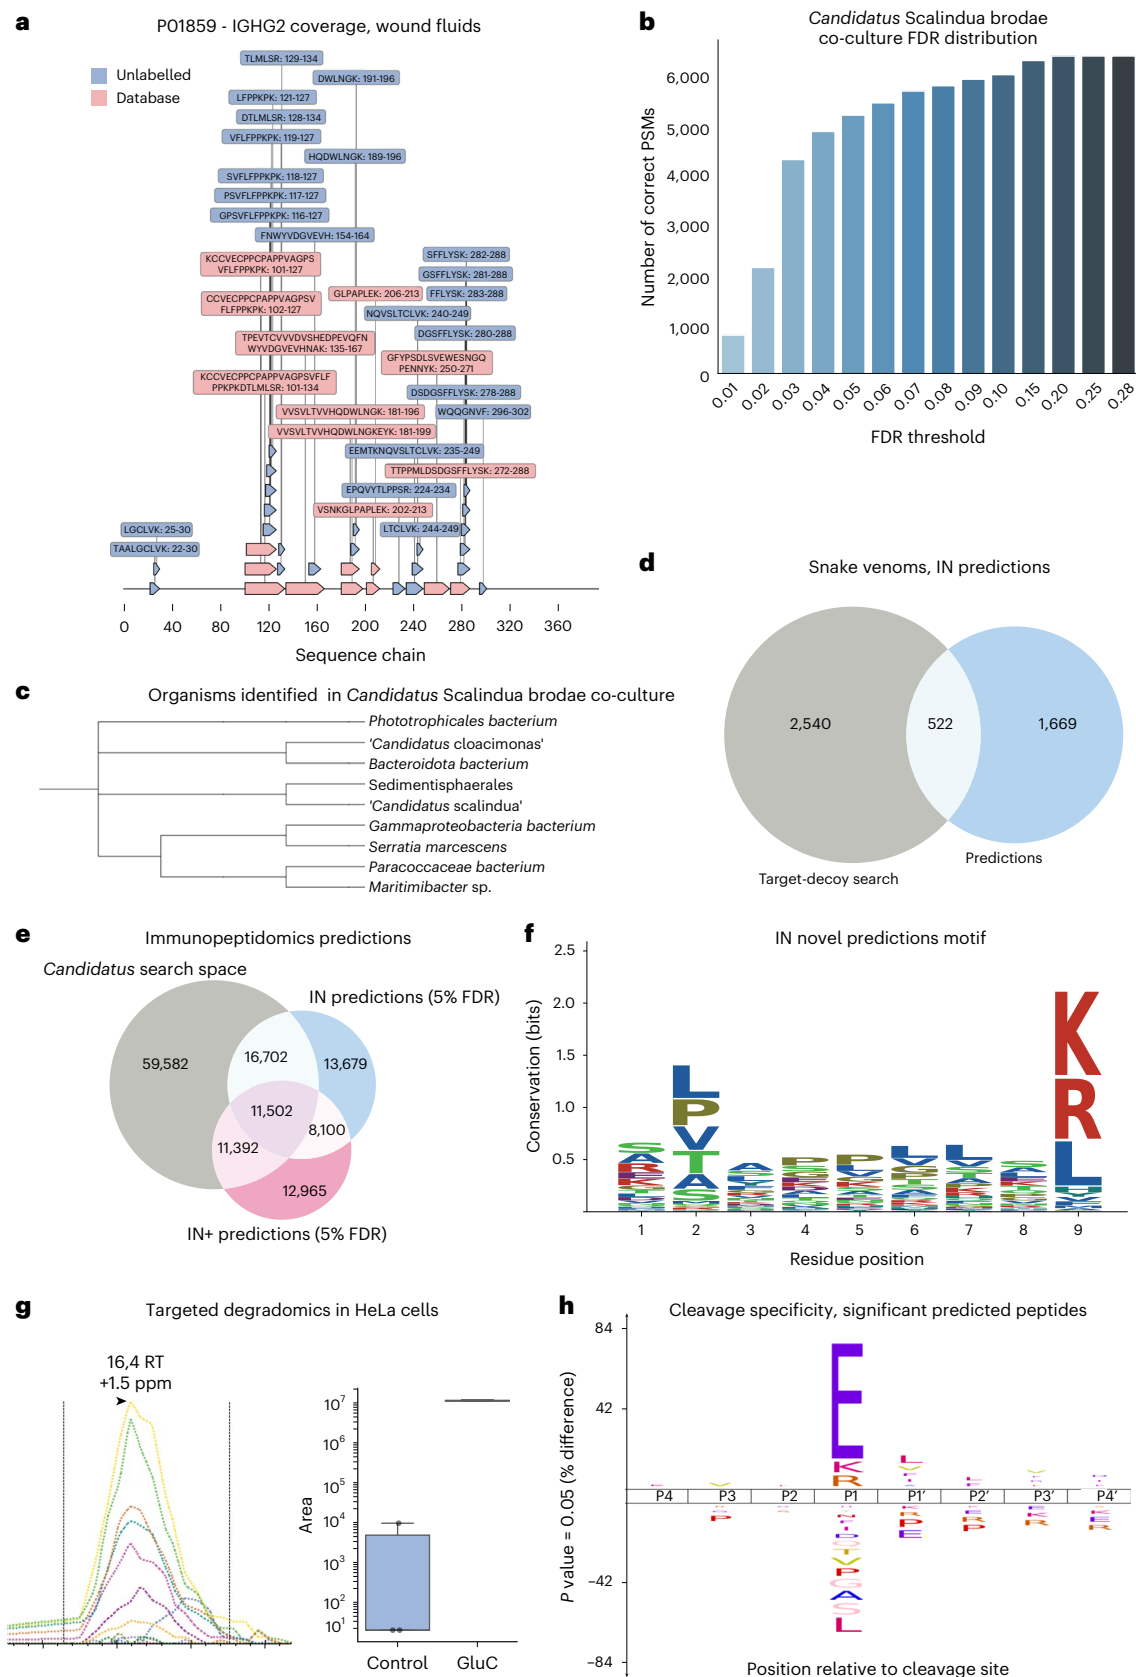 a
P01859 - IGHG2 coverage, wound fluids
Unlabelled
Database
TLMLSR: 129-134
DWLNGK: 191-196
LFPPKPK: 121-127
DTLMLSR: 128-134
VFLFPPKPK: 119-127
HQDWLNGK: 189-196
SVFLFPPKPK: 118-127
PSVFLFPPKPK: 117-127
GPSVFLFPPKPK: 116-127
FNWYVDGVEVH: 154-164
SFFLYSK: 282-288
KCCVECPPCPAPPVAGPS
VFLFPPKPK: 101-127
GSFFLYSK: 281-288
GLPAPLEK: 206-213
FFLYSK: 283-288
CCVECPPCPAPPVAGPSV
FLFPPKPK: 102-127
NQVSLTCLVK: 240-249
DGSFFLYSK: 280-288
TPEVTCVVVDVSHEDPEVQFN
WYVDGVEVHNAK: 135-167
GFYPSDLSVEWESNGQ
PENNYK: 250-271
KCCVECPPCPAPPVAGPSVFLF
PPKPKDTLMLSR: 101-134
DSDGSFFLYSK: 278-288
VVSVLTVVHQDWLNGK: 181-196
WQQGNVF: 296-302
VVSVLTVVHQDWLNGKEYK: 181-199
EEMTKNQVSLTCLVK: 235-249
TTPPMLDSDGSFFLYSK: 272-288
EPQVYTLPPSR: 224-234
VSNKGLPAPLEK: 202-213
LGCLVK: 25-30
LTCLVK: 244-249
TAALGCLVK: 22-30
0 40 80 120 160 200 240 280 320 360
Sequence chain
b
Candidatus Scalindua brodae
co-culture FDR distribution
Number of correct PSMs
6,000
5,000
4,000
3,000
2,000
1,000
0
0.01 0.02 0.03 0.04 0.05 0.06 0.07 0.08 0.09 0.10 0.15 0.20 0.25 0.28
FDR threshold
c
Organisms identified in Candidatus Scalindua brodae co-culture
Phototrophicales bacterium
'Candidatus cloacimonas'
Bacteroidota bacterium
Sedimentisphaerales
'Candidatus scalindua'
Gammaproteobacteria bacterium
Serratia marcescens
Paracoccaceae bacterium
Maritimibacter sp.
d
Snake venoms, IN predictions
2,540
522
1,669
Predictions
Target-decoy search
e
Immunopeptidomics predictions
Candidatus search space
IN predictions (5% FDR)
59,582
16,702
13,679
11,502
8,100
11,392
12,965
IN+ predictions (5% FDR)
f
IN novel predictions motif
Conservation (bits)
2.5
2.0
1.5
1.0
0.5
1 2 3 4 5 6 7 8 9
Residue position
L
P
V
T
A
S
K
R
L
g
Targeted degradomics in HeLa cells
16,4 RT
+1.5 ppm
Area
10⁷
10⁶
10⁵
10⁴
10³
10²
10¹
Control GluC
h
Cleavage specificity, significant predicted peptides
P value = 0.05 (% difference)
84
42
−42
−84
E
K
R
P4 P3 P2 P1 P1′ P2′ P3′ P4′
V
P
G
A
S
L
Position relative to cleavage site